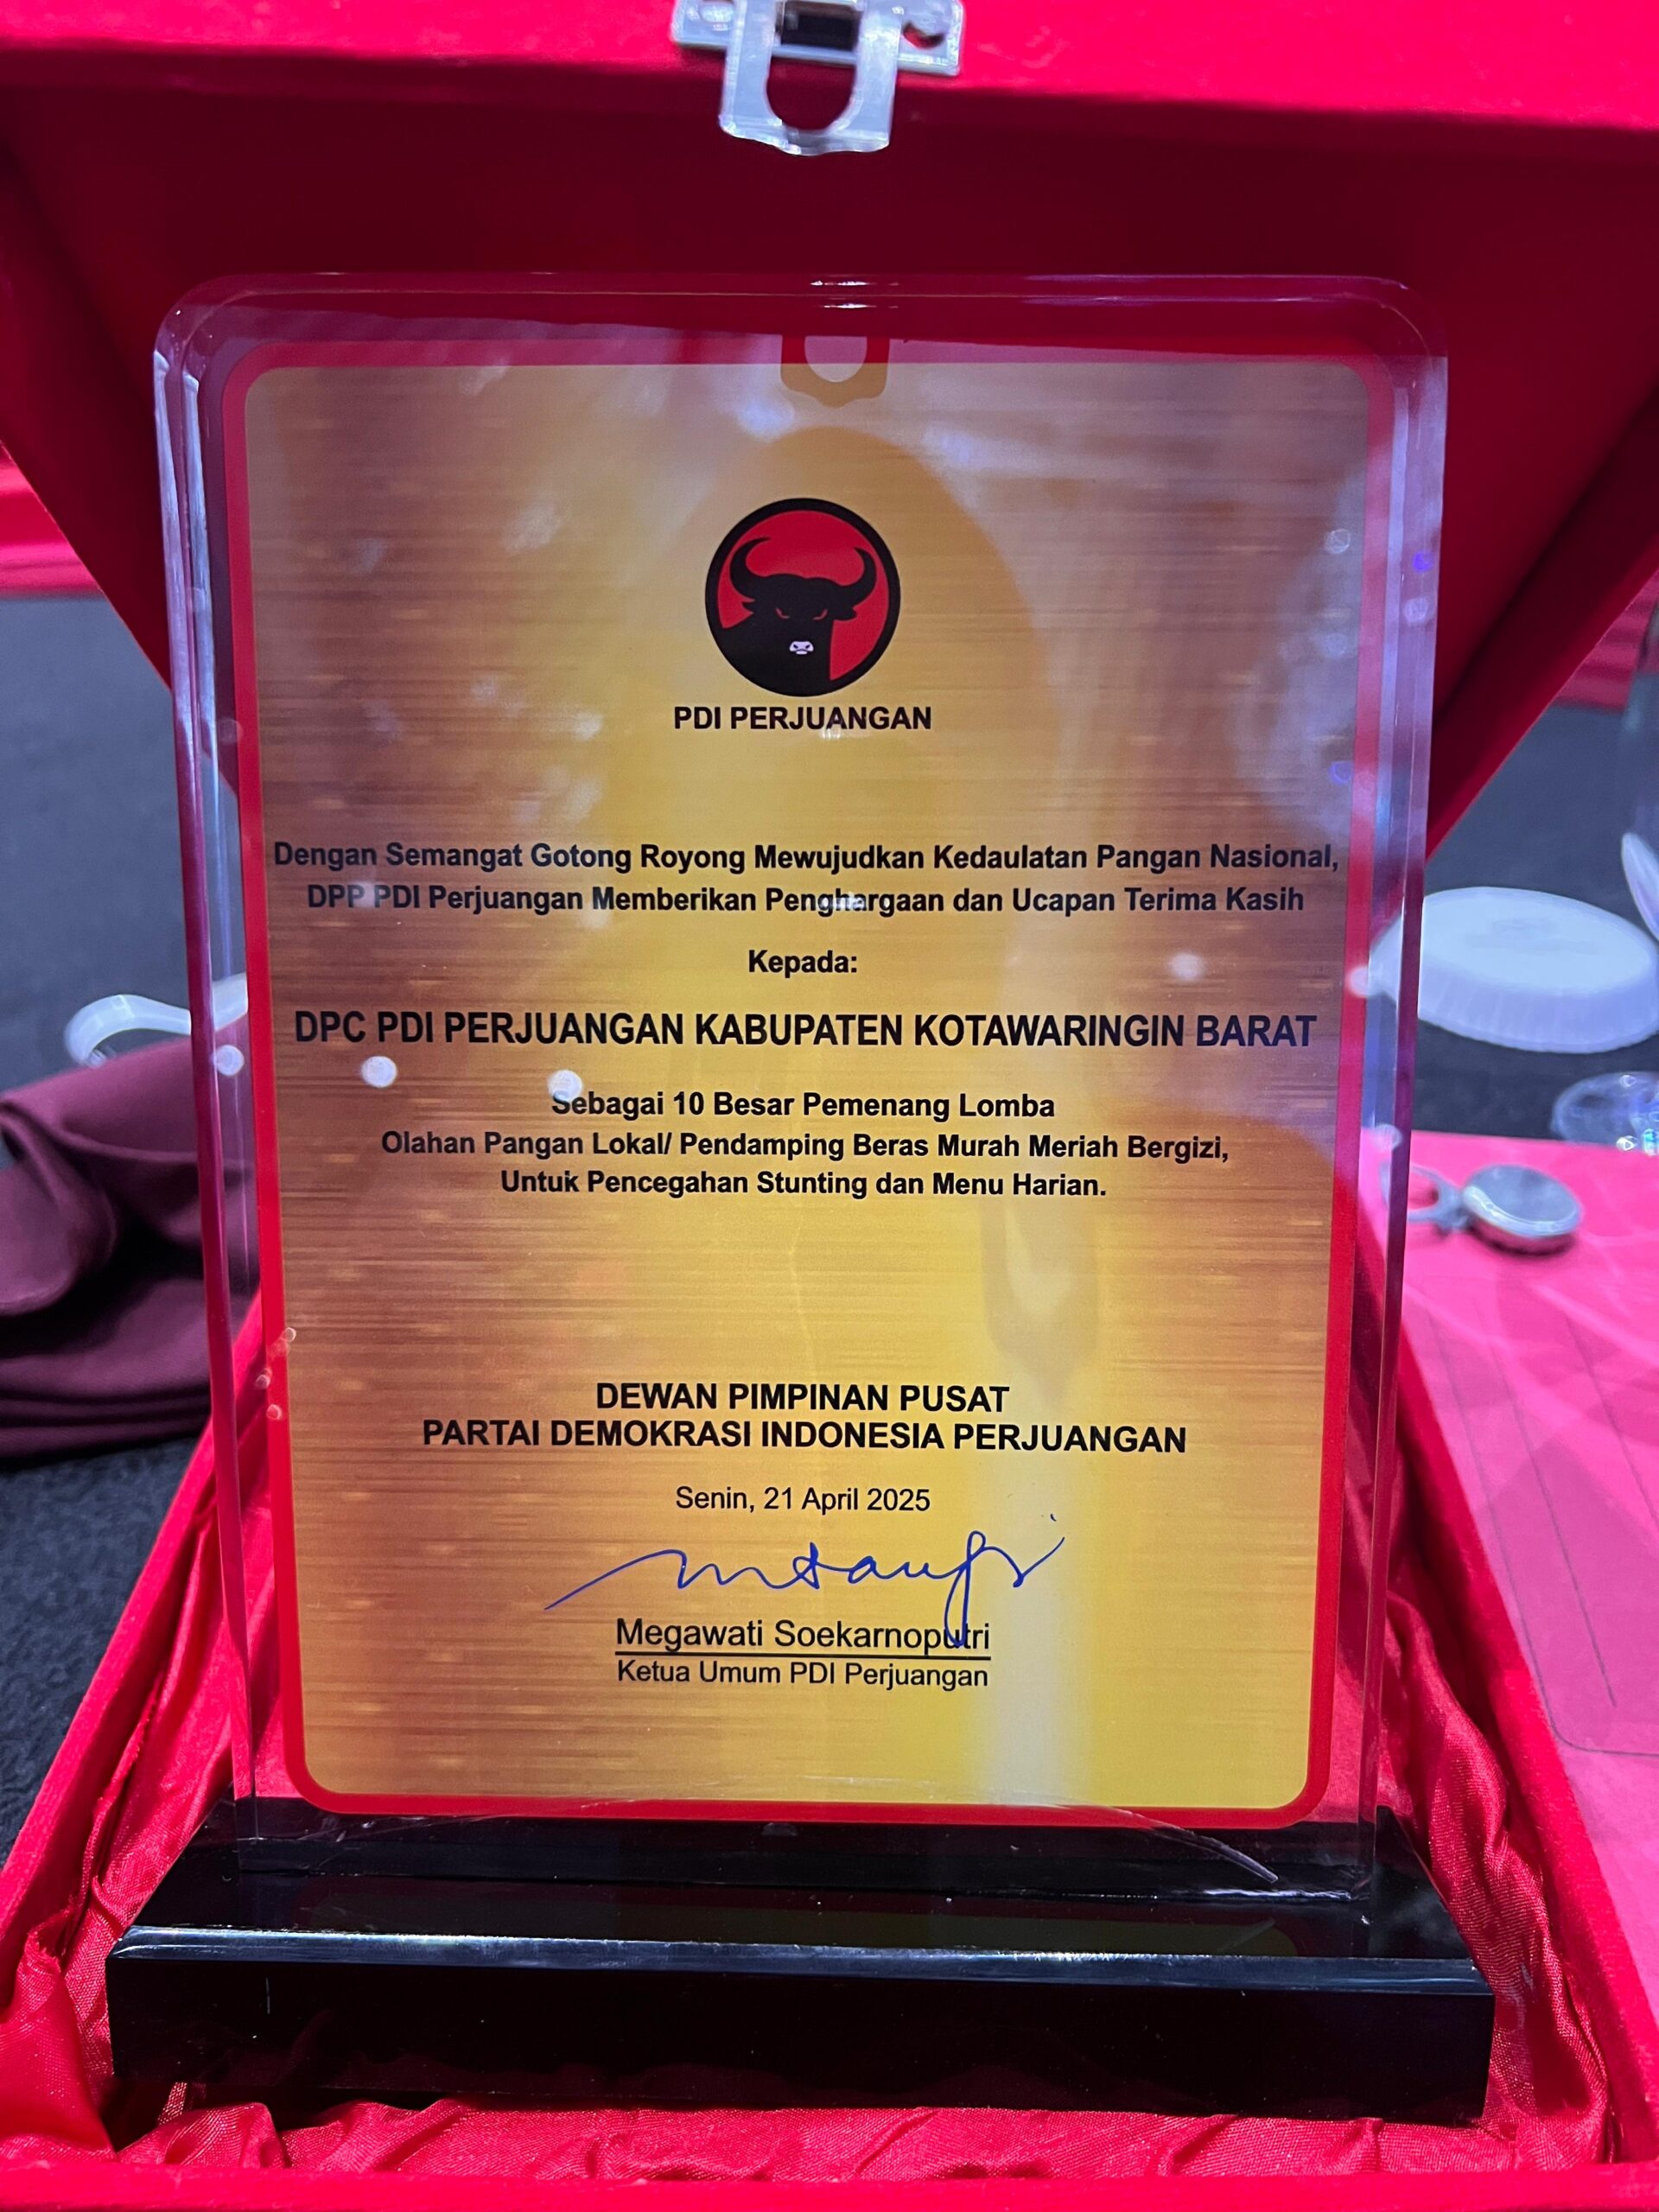 PDI PERJUANGAN
Dengan Semangat Gotong Royong Mewujudkan Kedaulatan Pangan Nasional,
DPP PDI Perjuangan Memberikan Penghargaan dan Ucapan Terima Kasih
Kepada:
DPC PDI PERJUANGAN KABUPATEN KOTAWARINGIN BARAT
Sebagai 10 Besar Pemenang Lomba
Olahan Pangan Lokal/ Pendamping Beras Murah Meriah Bergizi,
Untuk Pencegahan Stunting dan Menu Harian.
DEWAN PIMPINAN PUSAT
PARTAI DEMOKRASI INDONESIA PERJUANGAN
Senin, 21 April 2025
Megawati Soekarnoputri
Ketua Umum PDI Perjuangan